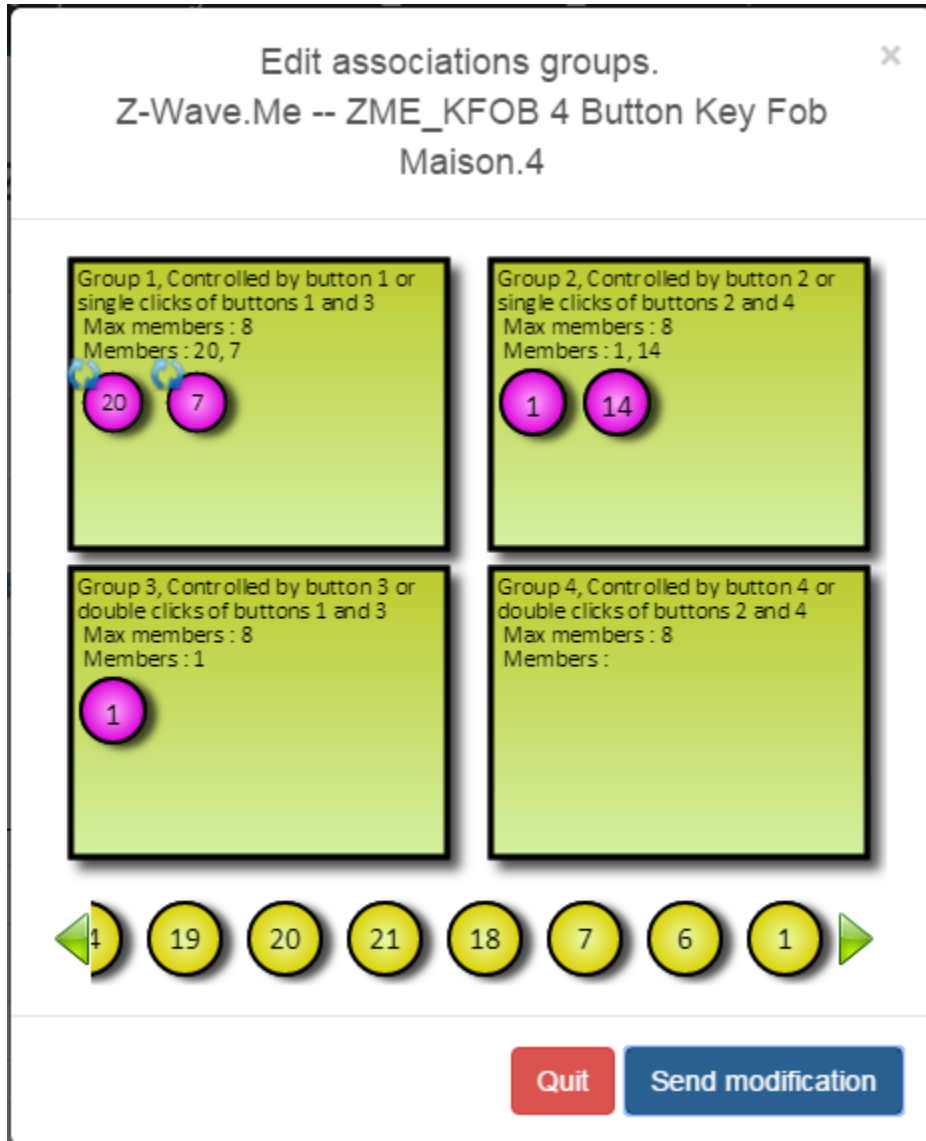 Edit associations groups.
×
Z-Wave.Me -- ZME_KFOB 4 Button Key Fob
Maison.4
Group 1, Controlled by button 1 or
single clicks of buttons 1 and 3
Max members : 8
Members : 20, 7
20 7
Group 2, Controlled by button 2 or
single clicks of buttons 2 and 4
Max members : 8
Members : 1, 14
1 14
Group 3, Controlled by button 3 or
double clicks of buttons 1 and 3
Max members : 8
Members : 1
1
Group 4, Controlled by button 4 or
double clicks of buttons 2 and 4
Max members : 8
Members :
4 19 20 21 18 7 6 1
Quit Send modification